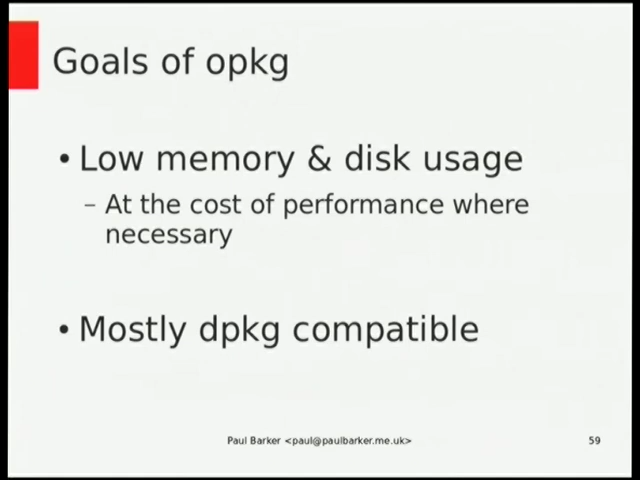 Goals of opkg
• Low memory & disk usage
– At the cost of performance where
necessary
• Mostly dpkg compatible
Paul Barker <paul@paulbarker.me.uk>
59